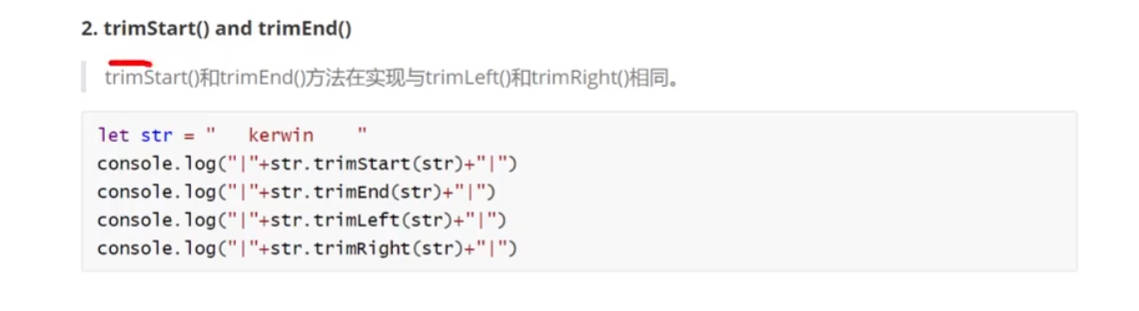 2. trimStart() and trimEnd()
trimStart()和trimEnd()方法在实现与trimLeft()和trimRight()相同。
let str = "   kerwin    "
console.log("|"+str.trimStart(str)+"|")
console.log("|"+str.trimEnd(str)+"|")
console.log("|"+str.trimLeft(str)+"|")
console.log("|"+str.trimRight(str)+"|")